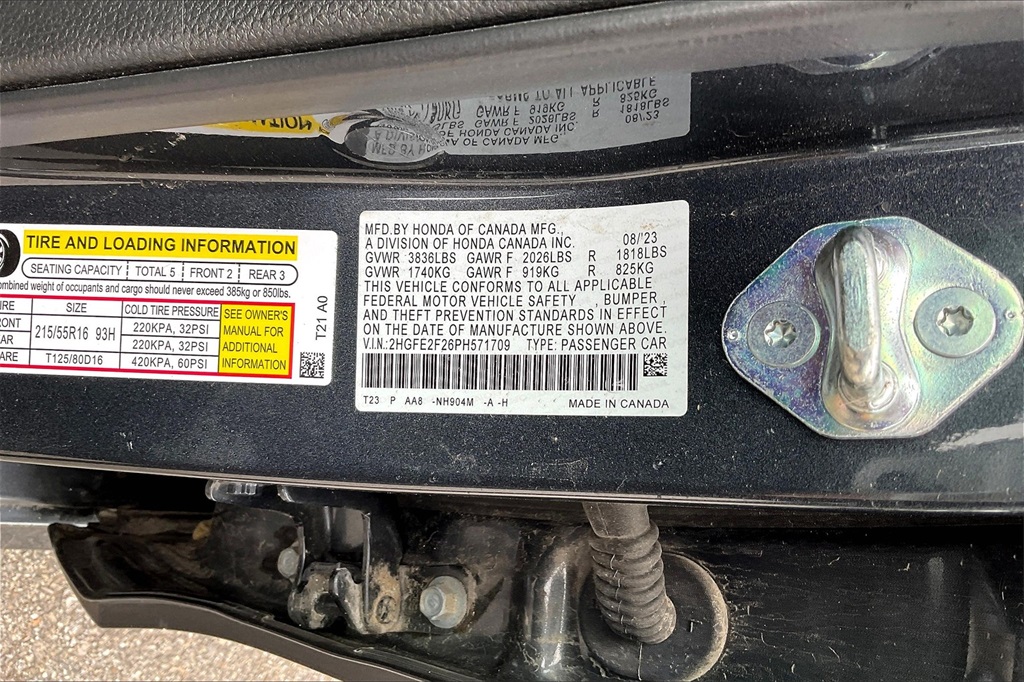 TIRE AND LOADING INFORMATION
SEATING CAPACITY TOTAL 5 FRONT 2 REAR 3
combined weight of occupants and cargo should never exceed 385kg or 850lbs.
SIZE COLD TIRE PRESSURE
215/55R16 93H 220KPA, 32PSI
220KPA, 32PSI
T125/80D16 420KPA, 60PSI
SEE OWNER'S
MANUAL FOR
ADDITIONAL
INFORMATION
T21 A0
MFD.BY HONDA OF CANADA MFG.,
A DIVISION OF HONDA CANADA INC. 08/'23
GVWR 3836LBS GAWR F 2026LBS R 1818LBS
GVWR 1740KG GAWR F 919KG R 825KG
THIS VEHICLE CONFORMS TO ALL APPLICABLE
FEDERAL MOTOR VEHICLE SAFETY , BUMPER ,
AND THEFT PREVENTION STANDARDS IN EFFECT
ON THE DATE OF MANUFACTURE SHOWN ABOVE.
V.I.N.:2HGFE2F26PH571709 TYPE: PASSENGER CAR
T23 P AA8 -NH904M -A -H MADE IN CANADA